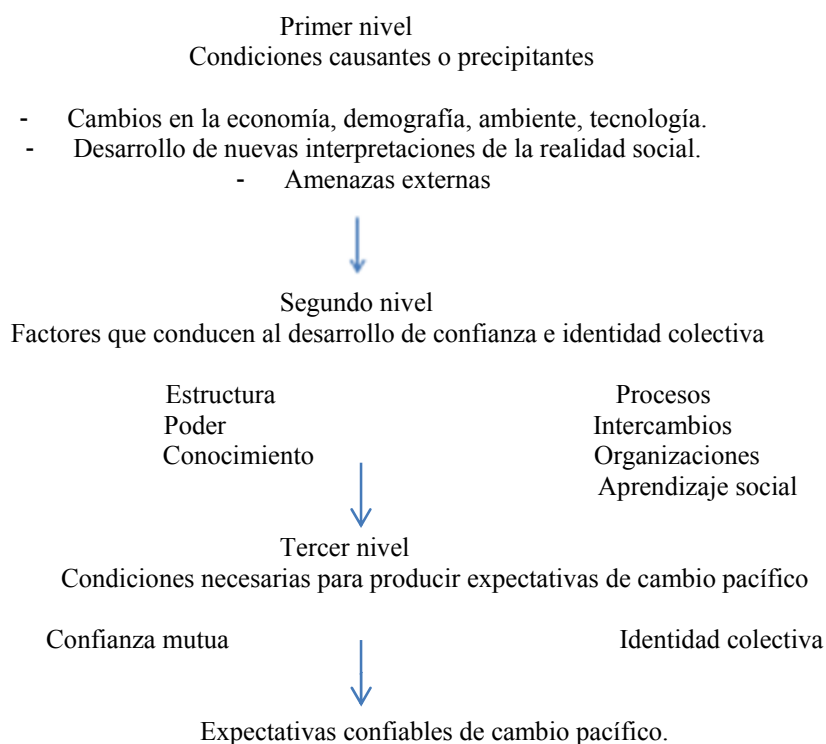 Primer nivel
Condiciones causantes o precipitantes
- Cambios en la economía, demografía, ambiente, tecnología.
- Desarrollo de nuevas interpretaciones de la realidad social.
- Amenazas externas
Segundo nivel
Factores que conducen al desarrollo de confianza e identidad colectiva
Estructura Procesos
Poder Intercambios
Conocimiento Organizaciones
Aprendizaje social
Tercer nivel
Condiciones necesarias para producir expectativas de cambio pacífico
Confianza mutua Identidad colectiva
Expectativas confiables de cambio pacífico.